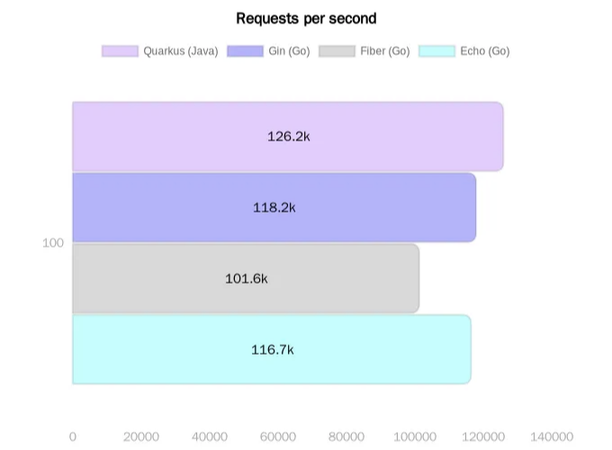 Requests per second
Quarkus (Java) Gin (Go) Fiber (Go) Echo (Go)
126.2k
118.2k
100
101.6k
116.7k
0 20000 40000 60000 80000 100000 120000 140000